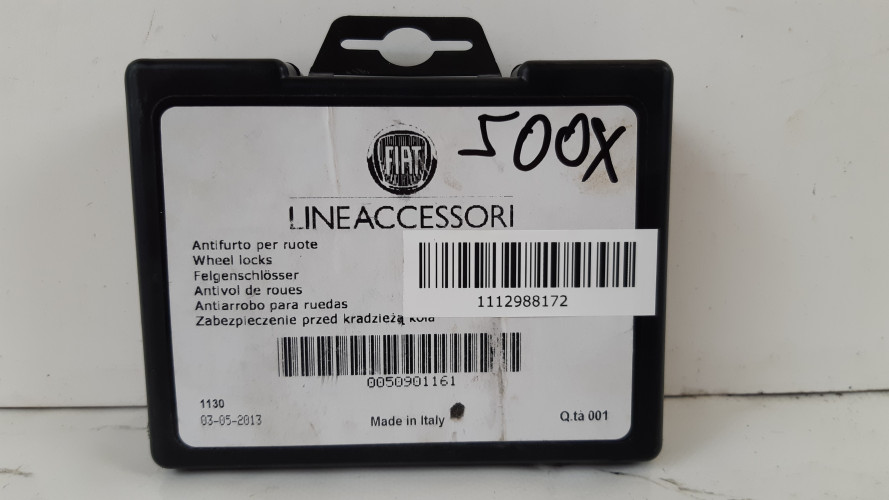 500X
FIAT
LINEACCESSORI
Antifurto per ruote
Wheel locks
Felgenschlösser
Antivol de roues
Antiarrobo para ruedas
Zabezpieczenie przed kradzieżą koła
1112988172
0050901161
1130
03-05-2013
Made in Italy
Q.tà 001